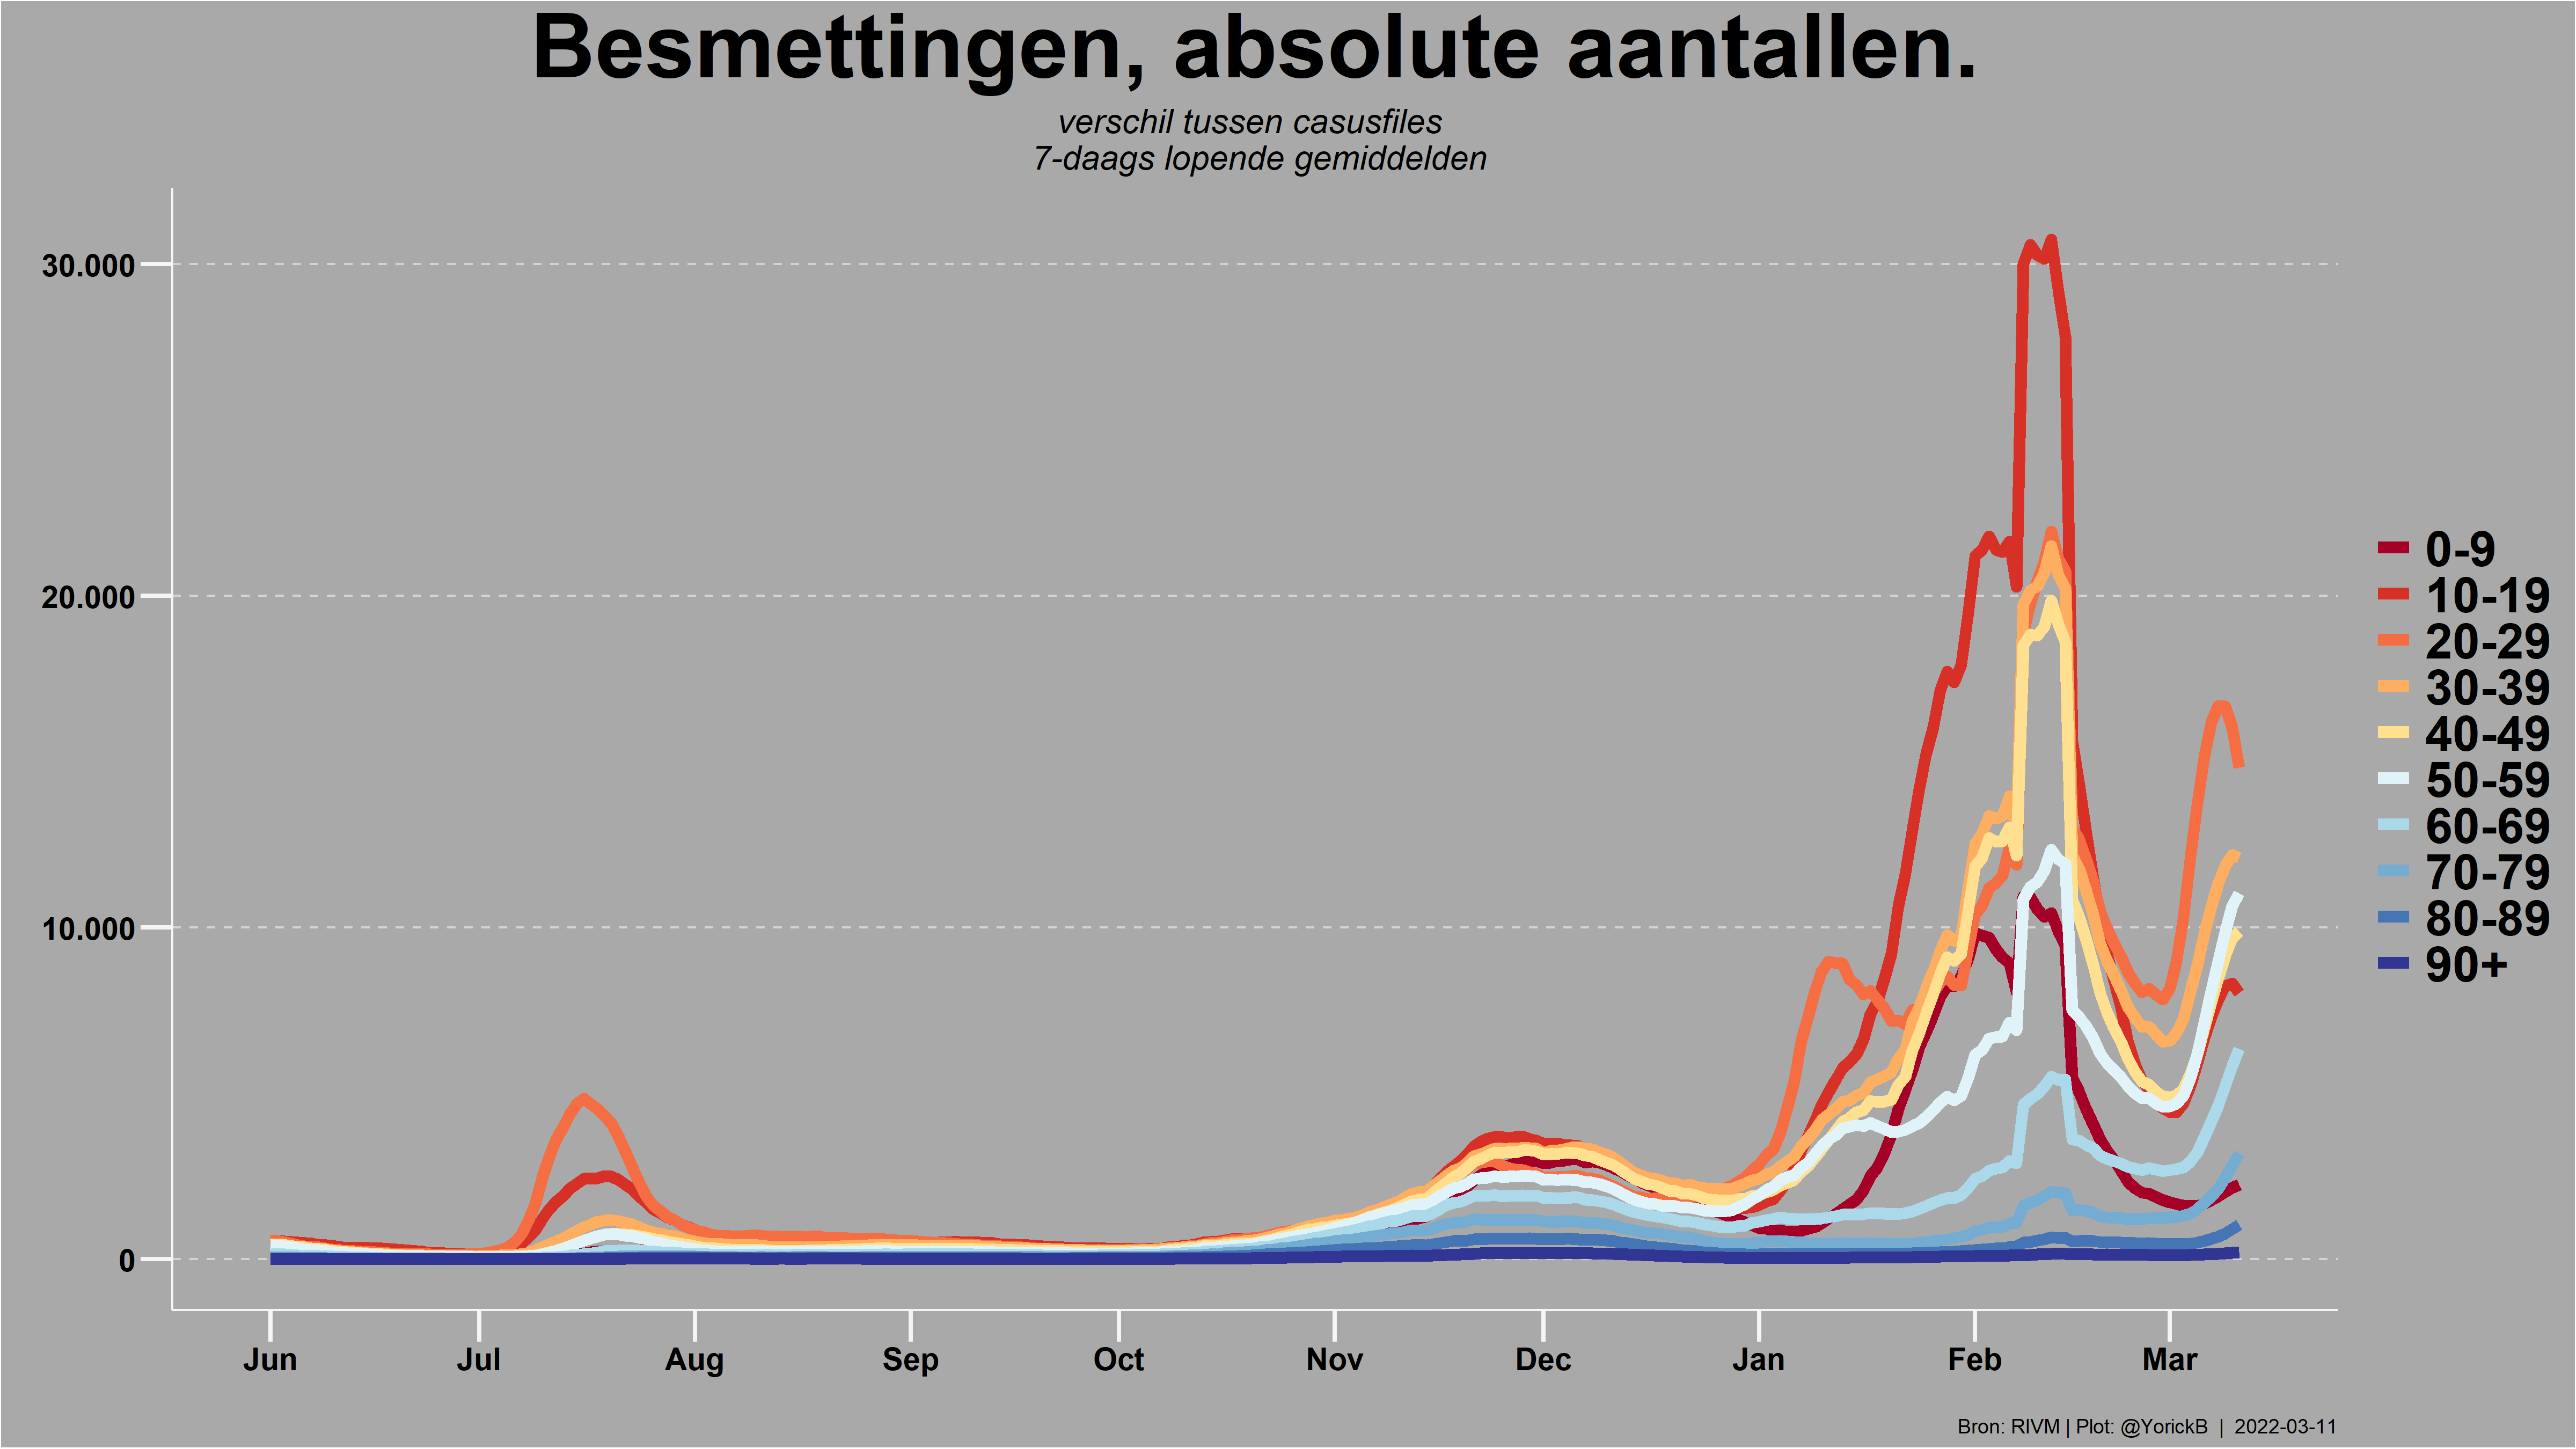 Besmettingen, absolute aantallen.
verschil tussen casusfiles
7-daags lopende gemiddelden
30.000
20.000
10.000
0
Jun Jul Aug Sep Oct Nov Dec Jan Feb Mar
0-9
10-19
20-29
30-39
40-49
50-59
60-69
70-79
80-89
90+
Bron: RIVM | Plot: @YorickB | 2022-03-11